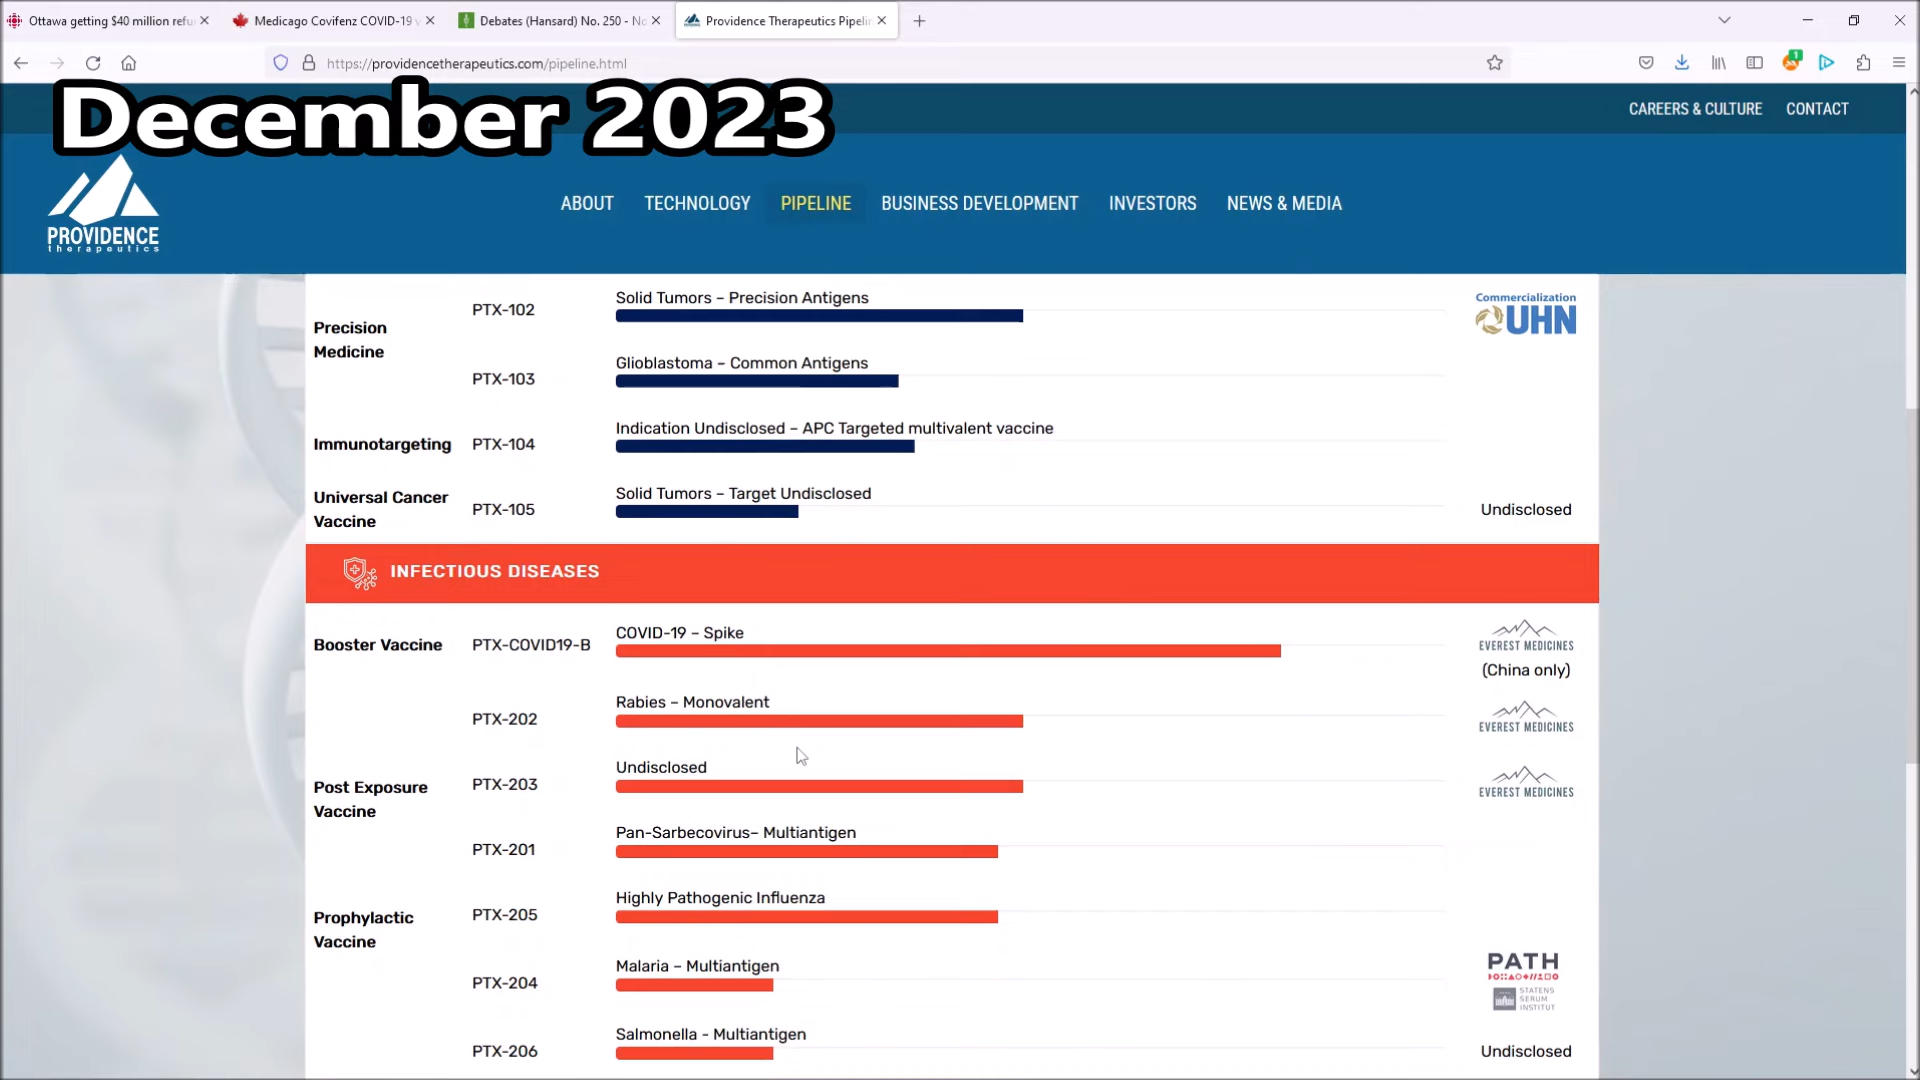 Ottawa getting $40 million refu
Medicago Covifenz COVID-19 v
Debates (Hansard) No. 250 - No
Providence Therapeutics Pipelin
https://providencetherapeutics.com/pipeline.html
1
December 2023
CAREERS & CULTURE
CONTACT
PROVIDENCE
therapeutics
ABOUT
TECHNOLOGY
PIPELINE
BUSINESS DEVELOPMENT
INVESTORS
NEWS & MEDIA
Precision
Medicine
PTX-102
Solid Tumors – Precision Antigens
Commercialization
UHN
PTX-103
Glioblastoma – Common Antigens
Immunotargeting
PTX-104
Indication Undisclosed – APC Targeted multivalent vaccine
Universal Cancer
Vaccine
PTX-105
Solid Tumors – Target Undisclosed
Undisclosed
INFECTIOUS DISEASES
Booster Vaccine
PTX-COVID19-B
COVID-19 – Spike
EVEREST MEDICINES
(China only)
PTX-202
Rabies – Monovalent
EVEREST MEDICINES
Post Exposure
Vaccine
PTX-203
Undisclosed
EVEREST MEDICINES
PTX-201
Pan-Sarbecovirus– Multiantigen
Prophylactic
Vaccine
PTX-205
Highly Pathogenic Influenza
PTX-204
Malaria – Multiantigen
PATH
STATENS
SERUM
INSTITUT
PTX-206
Salmonella - Multiantigen
Undisclosed